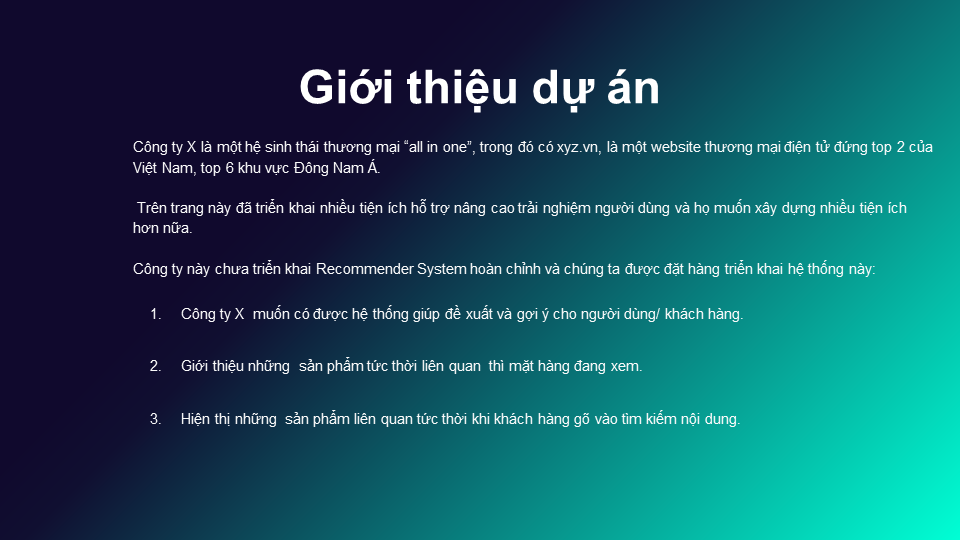 Giới thiệu dự án
Công ty X là một hệ sinh thái thương mại “all in one”, trong đó có xyz.vn, là một website thương mại điện tử đứng top 2 của
Việt Nam, top 6 khu vực Đông Nam Á.
Trên trang này đã triển khai nhiều tiện ích hỗ trợ nâng cao trải nghiệm người dùng và họ muốn xây dựng nhiều tiện ích
hơn nữa.
Công ty này chưa triển khai Recommender System hoàn chỉnh và chúng ta được đặt hàng triển khai hệ thống này:
1. Công ty X muốn có được hệ thống giúp đề xuất và gợi ý cho người dùng/ khách hàng.
2. Giới thiệu những sản phẩm tức thời liên quan thì mặt hàng đang xem.
3. Hiện thị những sản phẩm liên quan tức thời khi khách hàng gõ vào tìm kiếm nội dung.